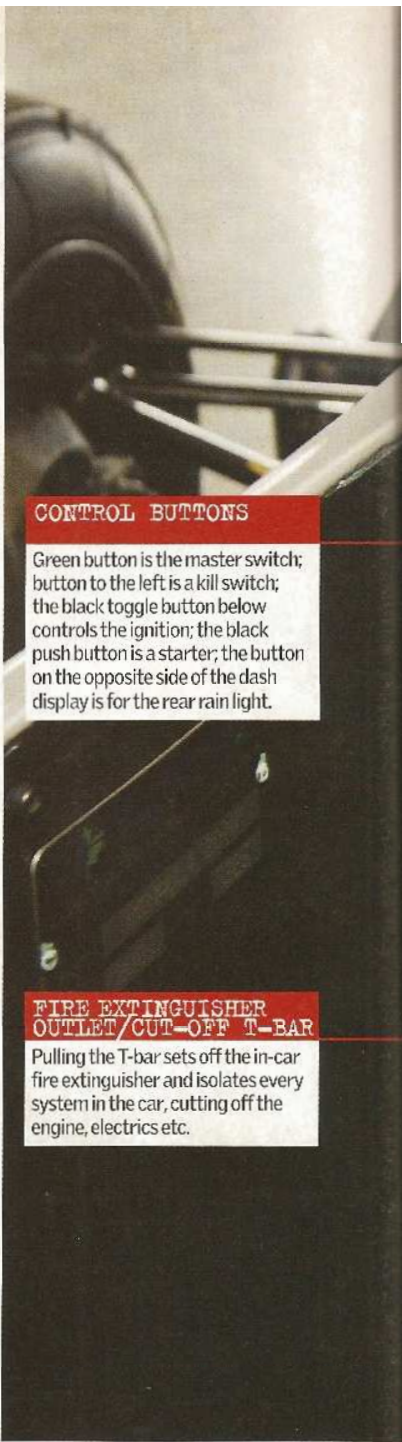 CONTROL BUTTONS
Green button is the master switch;
button to the left is a kill switch;
the black toggle button below
controls the ignition; the black
push button is a starter; the button
on the opposite side of the dash
display is for the rear rain light.
FIRE EXTINGUISHER
OUTLET/CUT-OFF T-BAR
Pulling the T-bar sets off the in-car
fire extinguisher and isolates every
system in the car, cutting off the
engine, electrics etc.